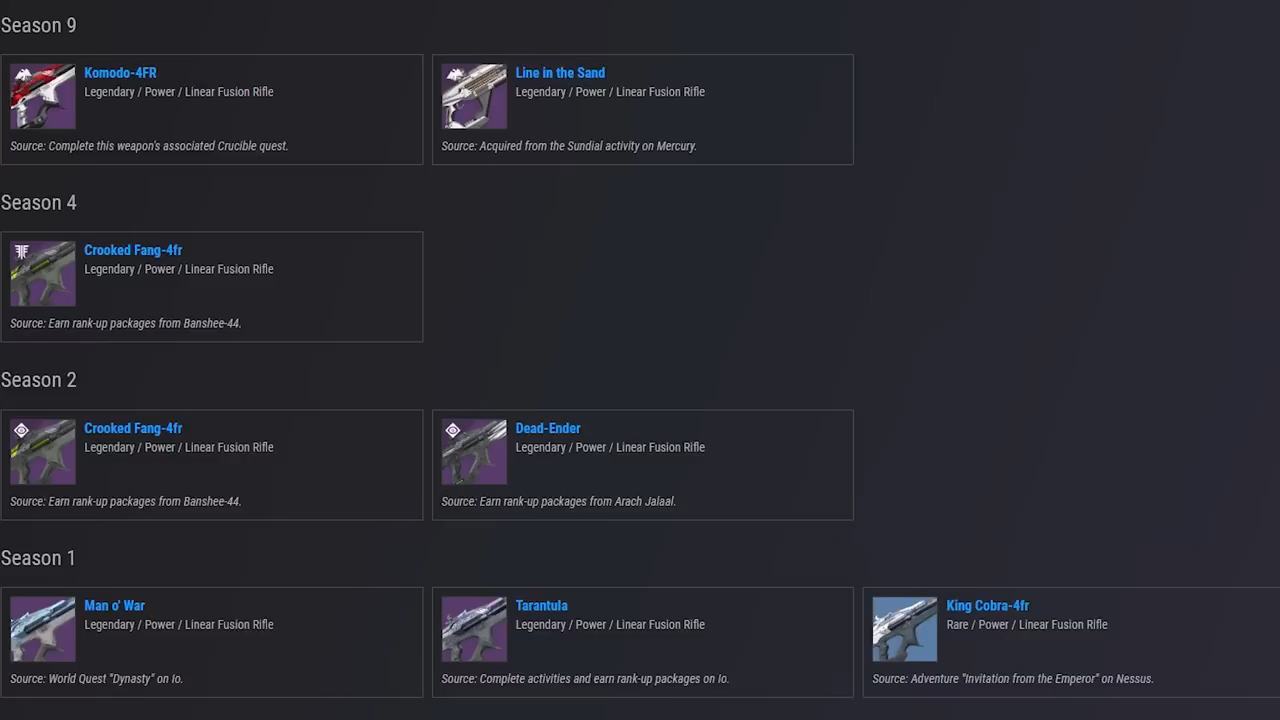 Season 9
Komodo-4FR
Legendary / Power / Linear Fusion Rifle
Source: Complete this weapon's associated Crucible quest.
Line in the Sand
Legendary / Power / Linear Fusion Rifle
Source: Acquired from the Sundial activity on Mercury.
Season 4
Crooked Fang-4fr
Legendary / Power / Linear Fusion Rifle
Source: Earn rank-up packages from Banshee-44.
Season 2
Crooked Fang-4fr
Legendary / Power / Linear Fusion Rifle
Source: Earn rank-up packages from Banshee-44.
Dead-Ender
Legendary / Power / Linear Fusion Rifle
Source: Earn rank-up packages from Arach Jalaal.
Season 1
Man o' War
Legendary / Power / Linear Fusion Rifle
Source: World Quest "Dynasty" on Io.
Tarantula
Legendary / Power / Linear Fusion Rifle
Source: Complete activities and earn rank-up packages on Io.
King Cobra-4fr
Rare / Power / Linear Fusion Rifle
Source: Adventure "Invitation from the Emperor" on Nessus.